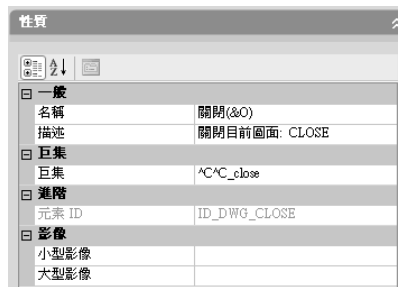 性質
一般
名稱 關閉(&O)
描述 關閉目前圖面: CLOSE
巨集
巨集 ^C^C_close
進階
元素 ID ID_DWG_CLOSE
影像
小型影像
大型影像